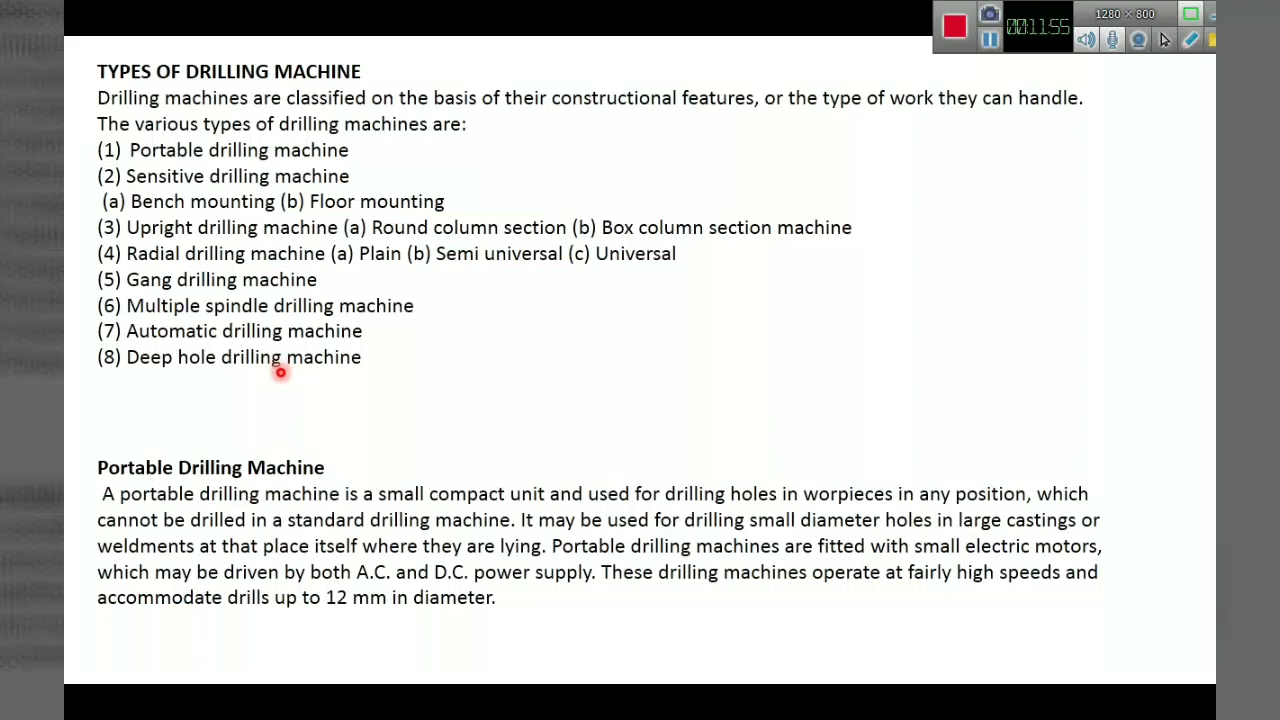 1280 × 800
00:11:55
TYPES OF DRILLING MACHINE
Drilling machines are classified on the basis of their constructional features, or the type of work they can handle.
The various types of drilling machines are:
(1) Portable drilling machine
(2) Sensitive drilling machine
(a) Bench mounting (b) Floor mounting
(3) Upright drilling machine (a) Round column section (b) Box column section machine
(4) Radial drilling machine (a) Plain (b) Semi universal (c) Universal
(5) Gang drilling machine
(6) Multiple spindle drilling machine
(7) Automatic drilling machine
(8) Deep hole drilling machine
Portable Drilling Machine
A portable drilling machine is a small compact unit and used for drilling holes in worpieces in any position, which
cannot be drilled in a standard drilling machine. It may be used for drilling small diameter holes in large castings or
weldments at that place itself where they are lying. Portable drilling machines are fitted with small electric motors,
which may be driven by both A.C. and D.C. power supply. These drilling machines operate at fairly high speeds and
accommodate drills up to 12 mm in diameter.